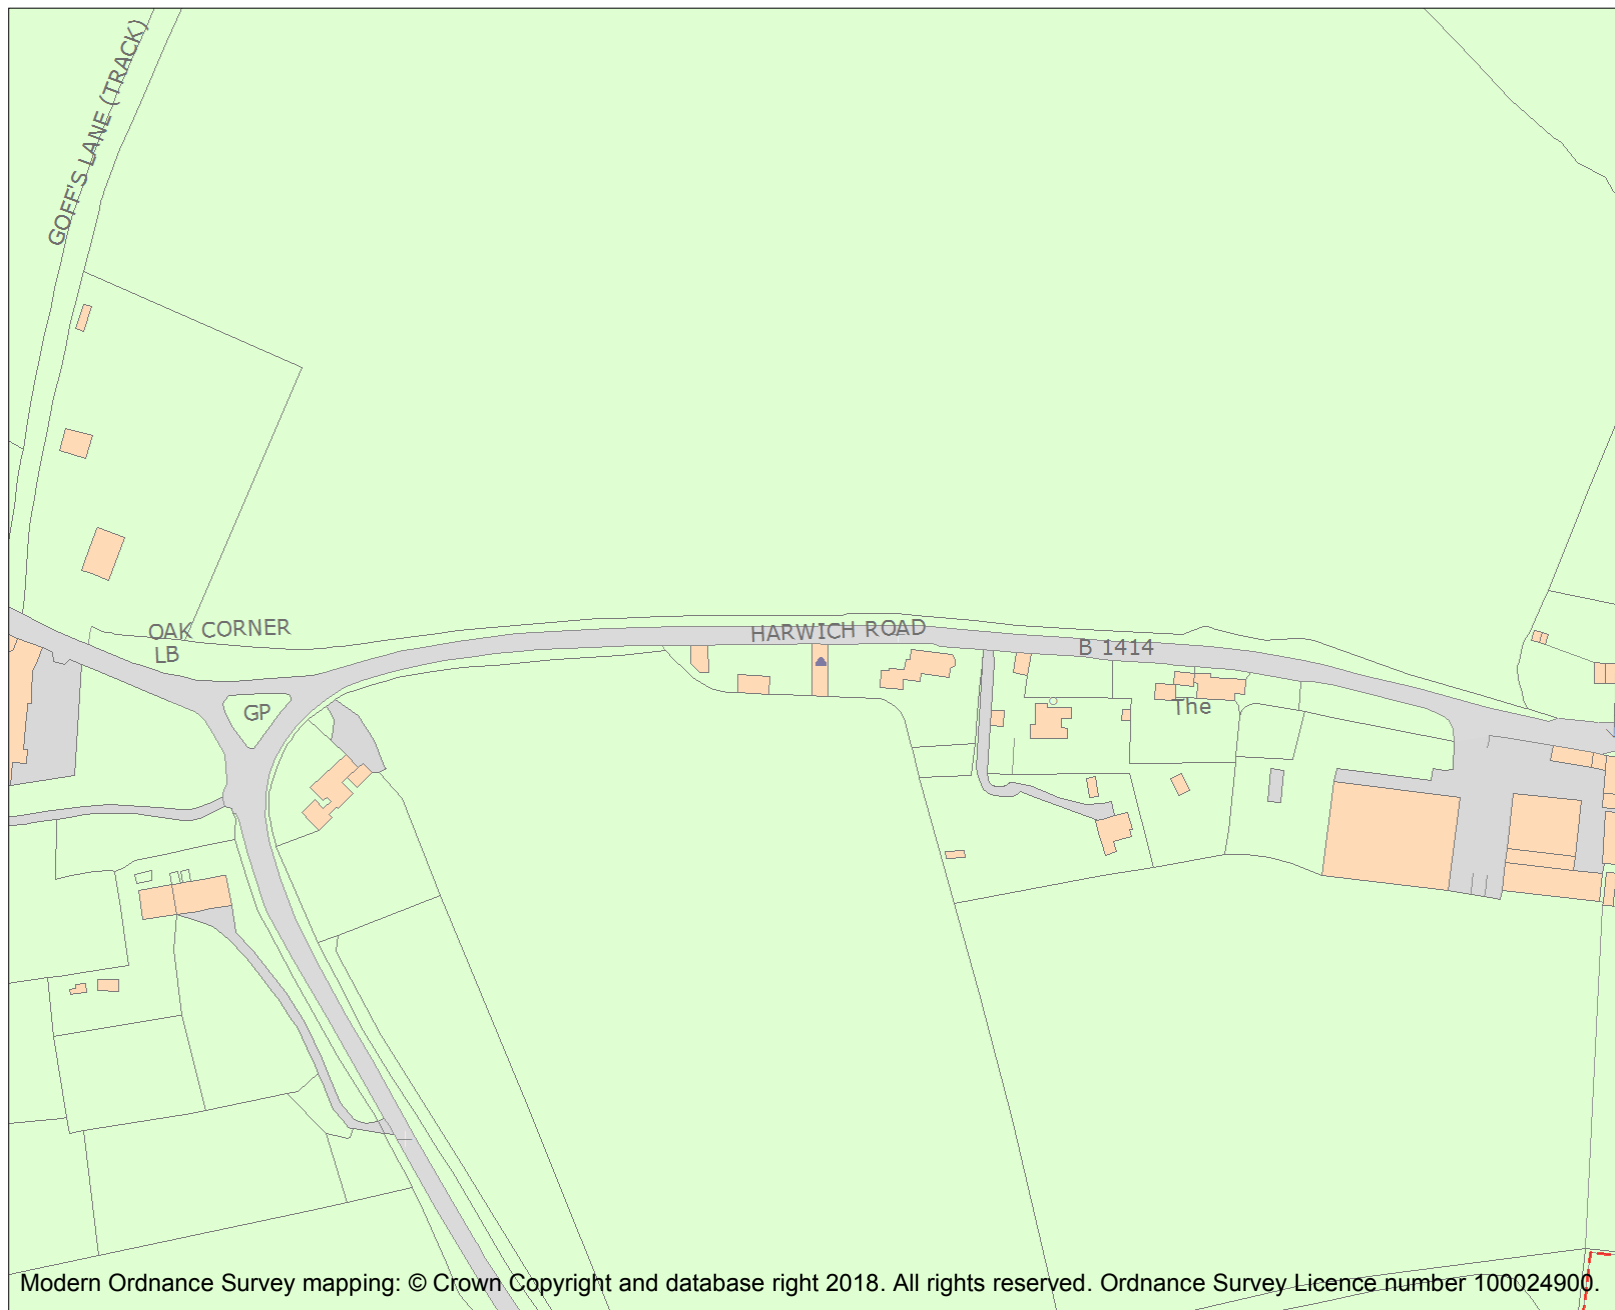 GOFF'S LANE (TRACK)
OAK CORNER
LB
HARWICH ROAD
B 1414
GP
The
Modern Ordnance Survey mapping: © Crown Copyright and database right 2018. All rights reserved. Ordnance Survey Licence number 100024900.